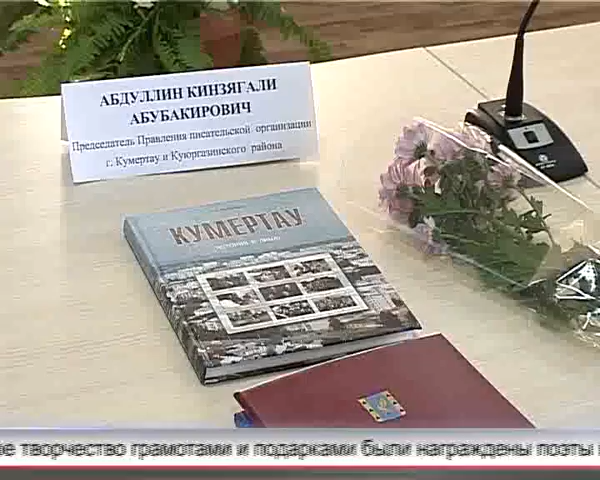 АБДУЛЛИН КИНЗЯГАЛИ
АБУБАКИРОВИЧ
Председатель Правления писательской организации
г. Кумертау и Куюргазинского района
КУМЕРТАУ
творчество грамотами и подарками были награждены поэты